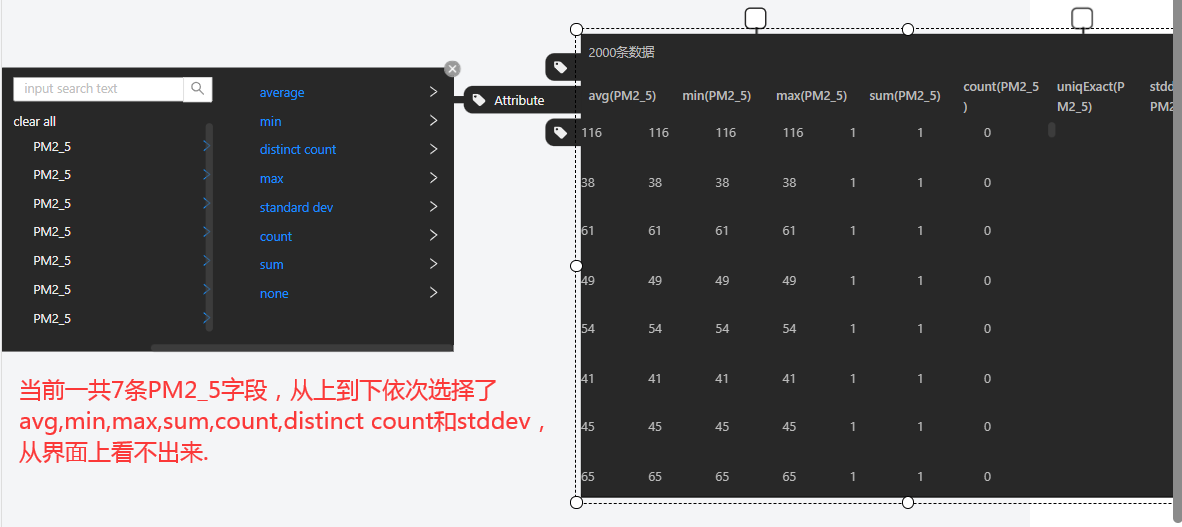 2000条数据
input search text
clear all
PM2_5
PM2_5
PM2_5
PM2_5
PM2_5
PM2_5
PM2_5
average
min
distinct count
max
standard dev
count
sum
none
Attribute
avg(PM2_5) min(PM2_5) max(PM2_5) sum(PM2_5) count(PM2_5 uniqExact(P stdd
) M2_5) PM2
116 116 116 116 1 1 0
38 38 38 38 1 1 0
61 61 61 61 1 1 0
49 49 49 49 1 1 0
54 54 54 54 1 1 0
41 41 41 41 1 1 0
45 45 45 45 1 1 0
65 65 65 65 1 1 0
当前一共7条PM2_5字段，从上到下依次选择了
avg,min,max,sum,count,distinct count和stddev，
从界面上看不出来.